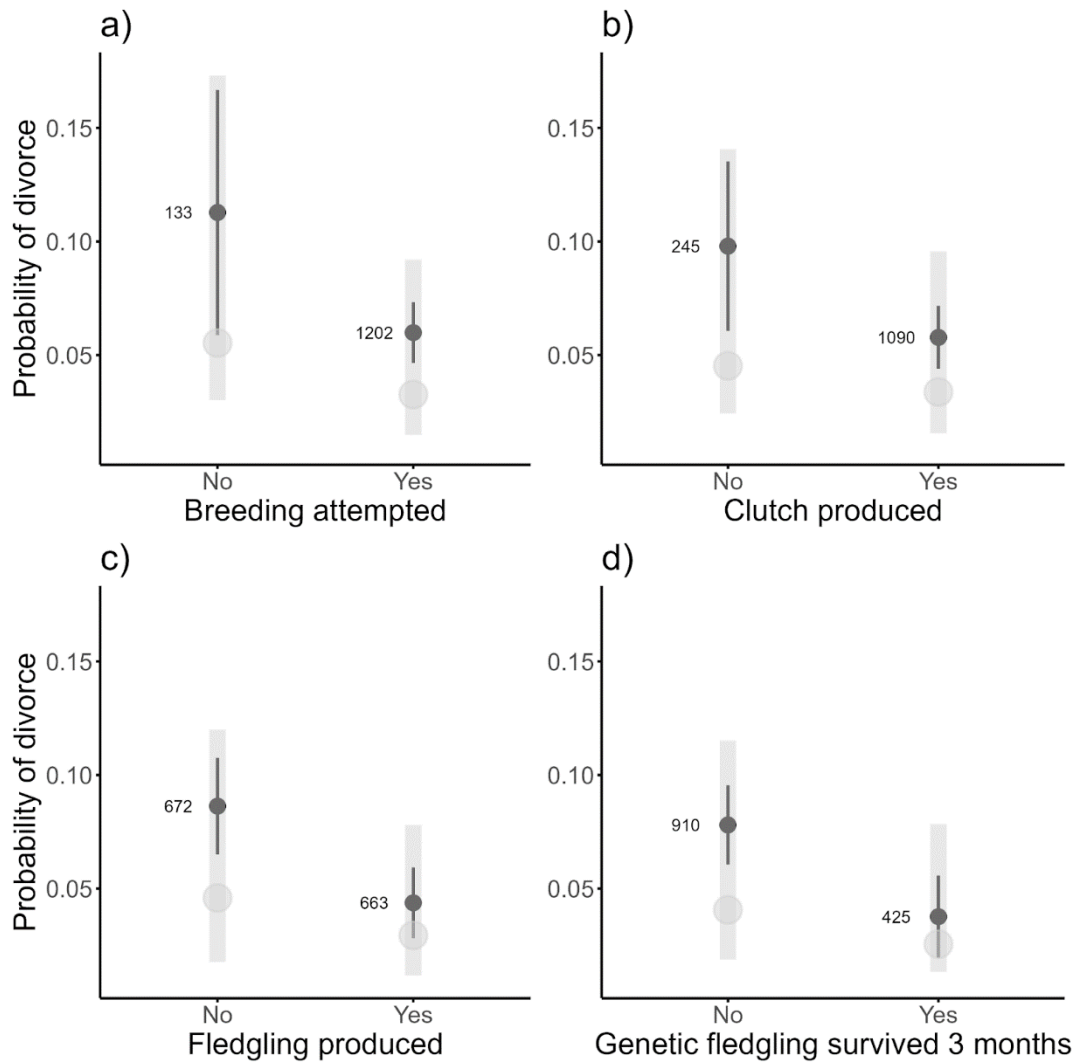 a)
Probability of divorce
0.15
0.10
0.05
133
1202
No
Yes
Breeding attempted
b)
0.15
0.10
0.05
245
1090
No
Yes
Clutch produced
c)
Probability of divorce
0.15
0.10
0.05
672
663
No
Yes
Fledgling produced
d)
0.15
0.10
0.05
910
425
No
Yes
Genetic fledgling survived 3 months